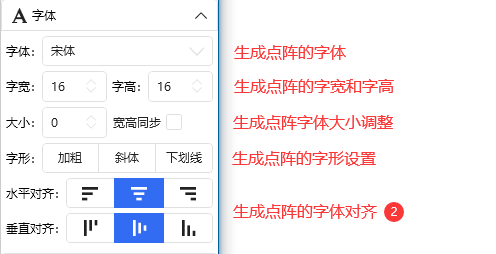 A 字体
字体: 宋体 生成点阵的字体
字宽: 16 字高: 16 生成点阵的字宽和字高
大小: 0 宽高同步 生成点阵字体大小调整
字形: 加粗 斜体 下划线 生成点阵的字形设置
水平对齐:
生成点阵的字体对齐 2
垂直对齐: